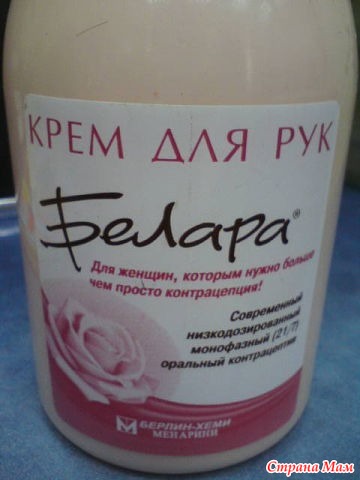 КРЕМ ДЛЯ РУК
Белара®
Для женщин, которым нужно больше
чем просто контрацепция!
Современный
низкодозированный
монофазный (21/7)
оральный контрацептив
БЕРЛИН-ХЕМИ
МЕНАРИНИ
Страна Мам